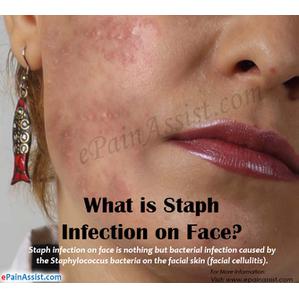 ePainAssist.com
What is Staph
Infection on Face?
Staph infection on face is nothing but bacterial infection caused by
the Staphylococcus bacteria on the facial skin (facial cellulitis).
For More Information
ePainAssist.com
Visit: www.epainassist.com